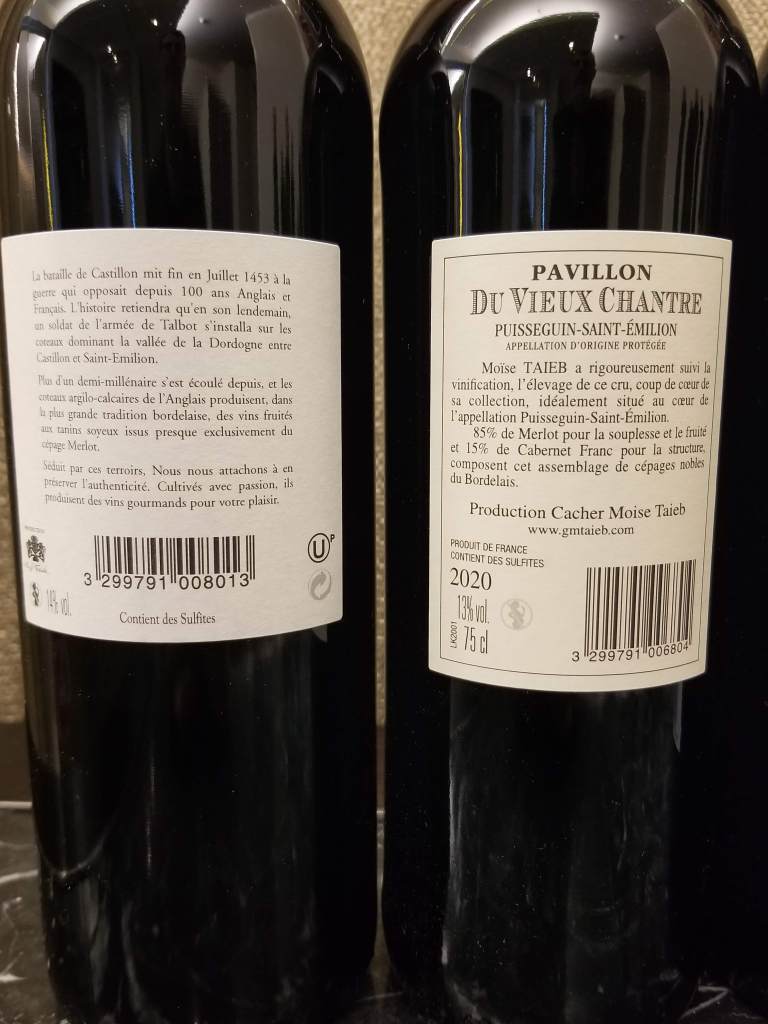 La bataille de Castillon mit fin en Juillet 1453 à la
guerre qui opposait depuis 100 ans Anglais et
Français. L'histoire retiendra qu'en son lendemain,
un soldat de l'armée de Talbot s'installa sur les
coteaux dominant la vallée de la Dordogne entre
Castillon et Saint-Emilion.
Plus d'un demi-millénaire s'est écoulé depuis, et les
coteaux argilo-calcaires de l'Anglais produisent, dans
la plus grande tradition bordelaise, des vins fruités
aux tanins soyeux issus presque exclusivement du
cépage Merlot.
Séduit par ces terroirs, Nous nous attachons à en
préserver l'authenticité. Cultivés avec passion, ils
produisent des vins gourmands pour votre plaisir.
U P
3 299791 008013
14% vol.
Contient des Sulfites
PAVILLON
DU VIEUX CHANTRE
PUISSEGUIN-SAINT-ÉMILION
APPELLATION D'ORIGINE PROTÉGÉE
Moïse TAIEB a rigoureusement suivi la
vinification, l'élevage de ce cru, coup de cœur de
sa collection, idéalement situé au cœur de
l'appellation Puisseguin-Saint-Émilion.
85% de Merlot pour la souplesse et le fruité
et 15% de Cabernet Franc pour la structure,
composent cet assemblage de cépages nobles
du Bordelais.
Production Cacher Moise Taieb
www.gmtaieb.com
PRODUIT DE FRANCE
CONTIENT DES SULFITES
2020
13% vol.
75 cl
LK2001
3 299791 006804